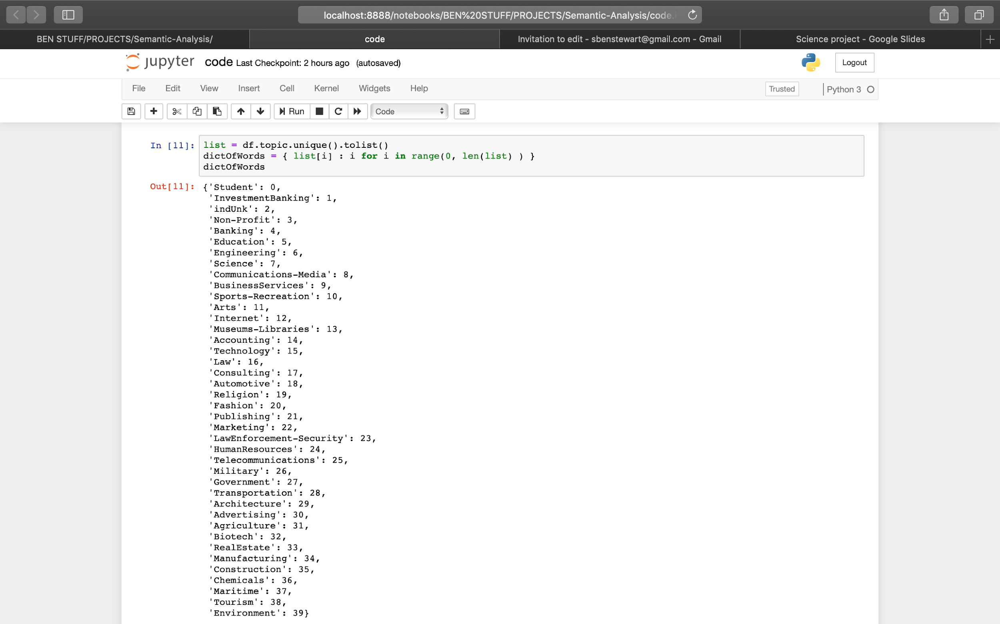 localhost:8888/notebooks/BEN%20STUFF/PROJECTS/Semantic-Analysis/code.i
BEN STUFF/PROJECTS/Semantic-Analysis/
code
Invitation to edit - sbenstewart@gmail.com - Gmail
Science project - Google Slides
jupyter code Last Checkpoint: 2 hours ago (autosaved)
Logout
File Edit View Insert Cell Kernel Widgets Help
Trusted
Python 3
Run
Code
In [11]: list = df.topic.unique().tolist()
dictOfWords = { list[i] : i for i in range(0, len(list) ) }
dictOfWords
Out[11]: {'Student': 0,
'InvestmentBanking': 1,
'indUnk': 2,
'Non-Profit': 3,
'Banking': 4,
'Education': 5,
'Engineering': 6,
'Science': 7,
'Communications-Media': 8,
'BusinessServices': 9,
'Sports-Recreation': 10,
'Arts': 11,
'Internet': 12,
'Museums-Libraries': 13,
'Accounting': 14,
'Technology': 15,
'Law': 16,
'Consulting': 17,
'Automotive': 18,
'Religion': 19,
'Fashion': 20,
'Publishing': 21,
'Marketing': 22,
'LawEnforcement-Security': 23,
'HumanResources': 24,
'Telecommunications': 25,
'Military': 26,
'Government': 27,
'Transportation': 28,
'Architecture': 29,
'Advertising': 30,
'Agriculture': 31,
'Biotech': 32,
'RealEstate': 33,
'Manufacturing': 34,
'Construction': 35,
'Chemicals': 36,
'Maritime': 37,
'Tourism': 38,
'Environment': 39}